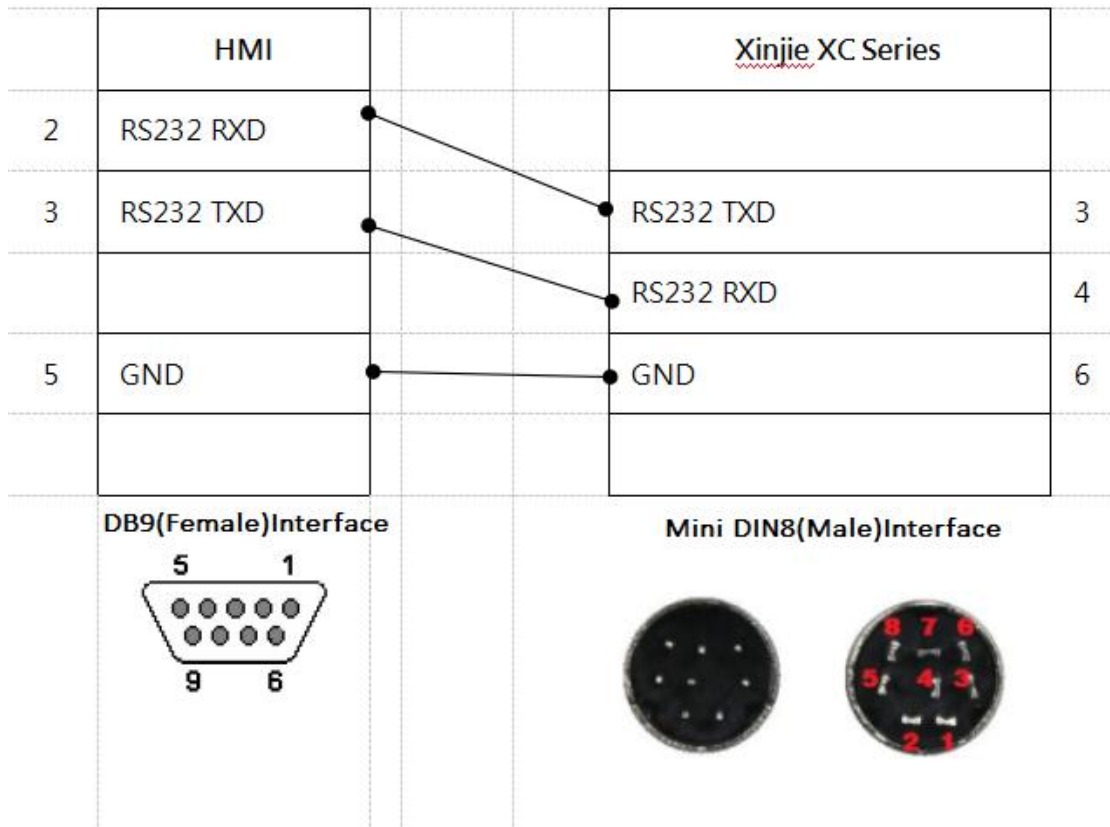 HMI Xinjie XC Series
2 RS232 RXD
3 RS232 TXD RS232 TXD 3
RS232 RXD 4
5 GND GND 6
DB9(Female)Interface Mini DIN8(Male)Interface
5 1
9 6
8 7 6
5 4 3
2 1